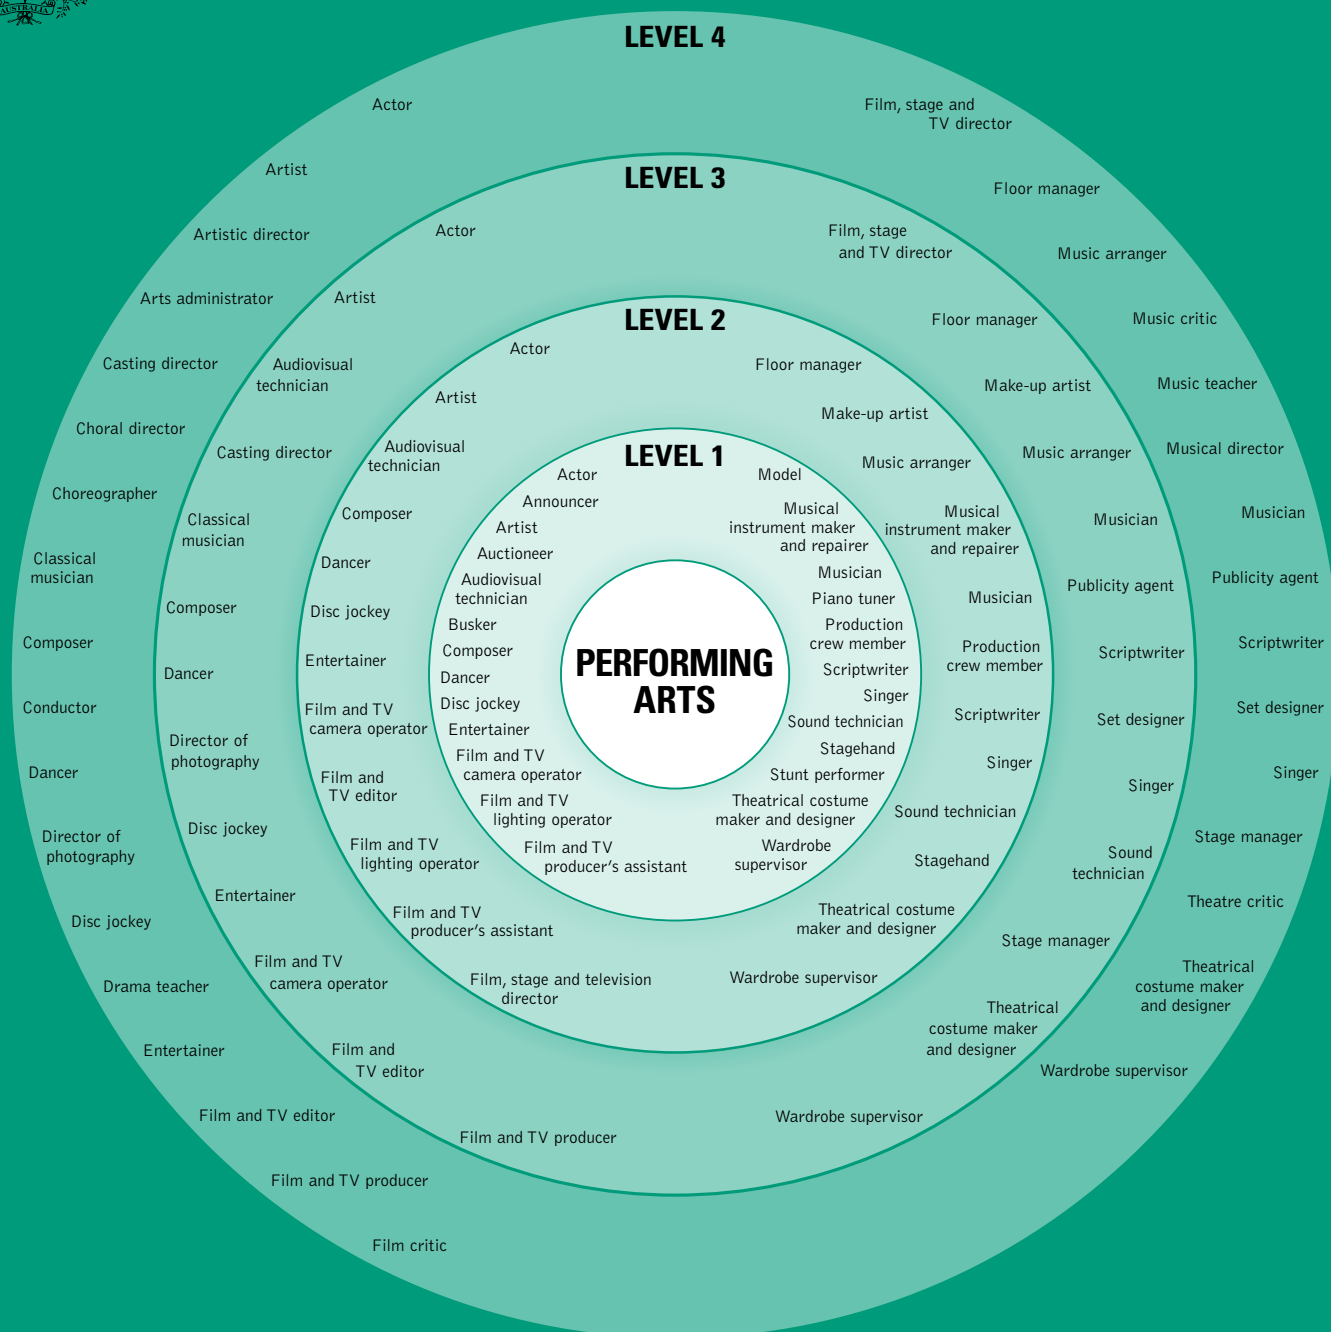 AUSTRALIA
LEVEL 4
Actor
Artist
Artistic director
Arts administrator
Casting director
Choral director
Choreographer
Classical
musician
Composer
Conductor
Dancer
Director of
photography
Disc jockey
Drama teacher
Entertainer
Film and TV editor
Film and TV producer
Film critic
Film, stage and
TV director
Floor manager
Music arranger
Music critic
Music teacher
Musical director
Musician
Publicity agent
Scriptwriter
Set designer
Singer
Stage manager
Theatre critic
Theatrical
costume maker
and designer
Wardrobe supervisor
LEVEL 3
Actor
Artist
Audiovisual
technician
Casting director
Classical
musician
Composer
Dancer
Director of
photography
Disc jockey
Entertainer
Film and TV
camera operator
Film and
TV editor
Film and TV producer
Film, stage
and TV director
Floor manager
Make-up artist
Music arranger
Musician
Publicity agent
Scriptwriter
Set designer
Singer
Sound
technician
Stage manager
Theatrical
costume maker
and designer
Wardrobe supervisor
LEVEL 2
Actor
Artist
Audiovisual
technician
Composer
Dancer
Disc jockey
Entertainer
Film and TV
camera operator
Film and
TV editor
Film and TV
lighting operator
Film and TV
producer's assistant
Film, stage and television
director
Floor manager
Make-up artist
Music arranger
Musical
instrument maker
and repairer
Musician
Production
crew member
Scriptwriter
Singer
Sound technician
Stagehand
Theatrical costume
maker and designer
Wardrobe supervisor
LEVEL 1
Actor
Announcer
Artist
Auctioneer
Audiovisual
technician
Busker
Composer
Dancer
Disc jockey
Entertainer
Film and TV
camera operator
Film and TV
lighting operator
Film and TV
producer's assistant
Model
Musical
instrument maker
and repairer
Musician
Piano tuner
Production
crew member
Scriptwriter
Singer
Sound technician
Stagehand
Stunt performer
Theatrical costume
maker and designer
Wardrobe
supervisor
PERFORMING
ARTS